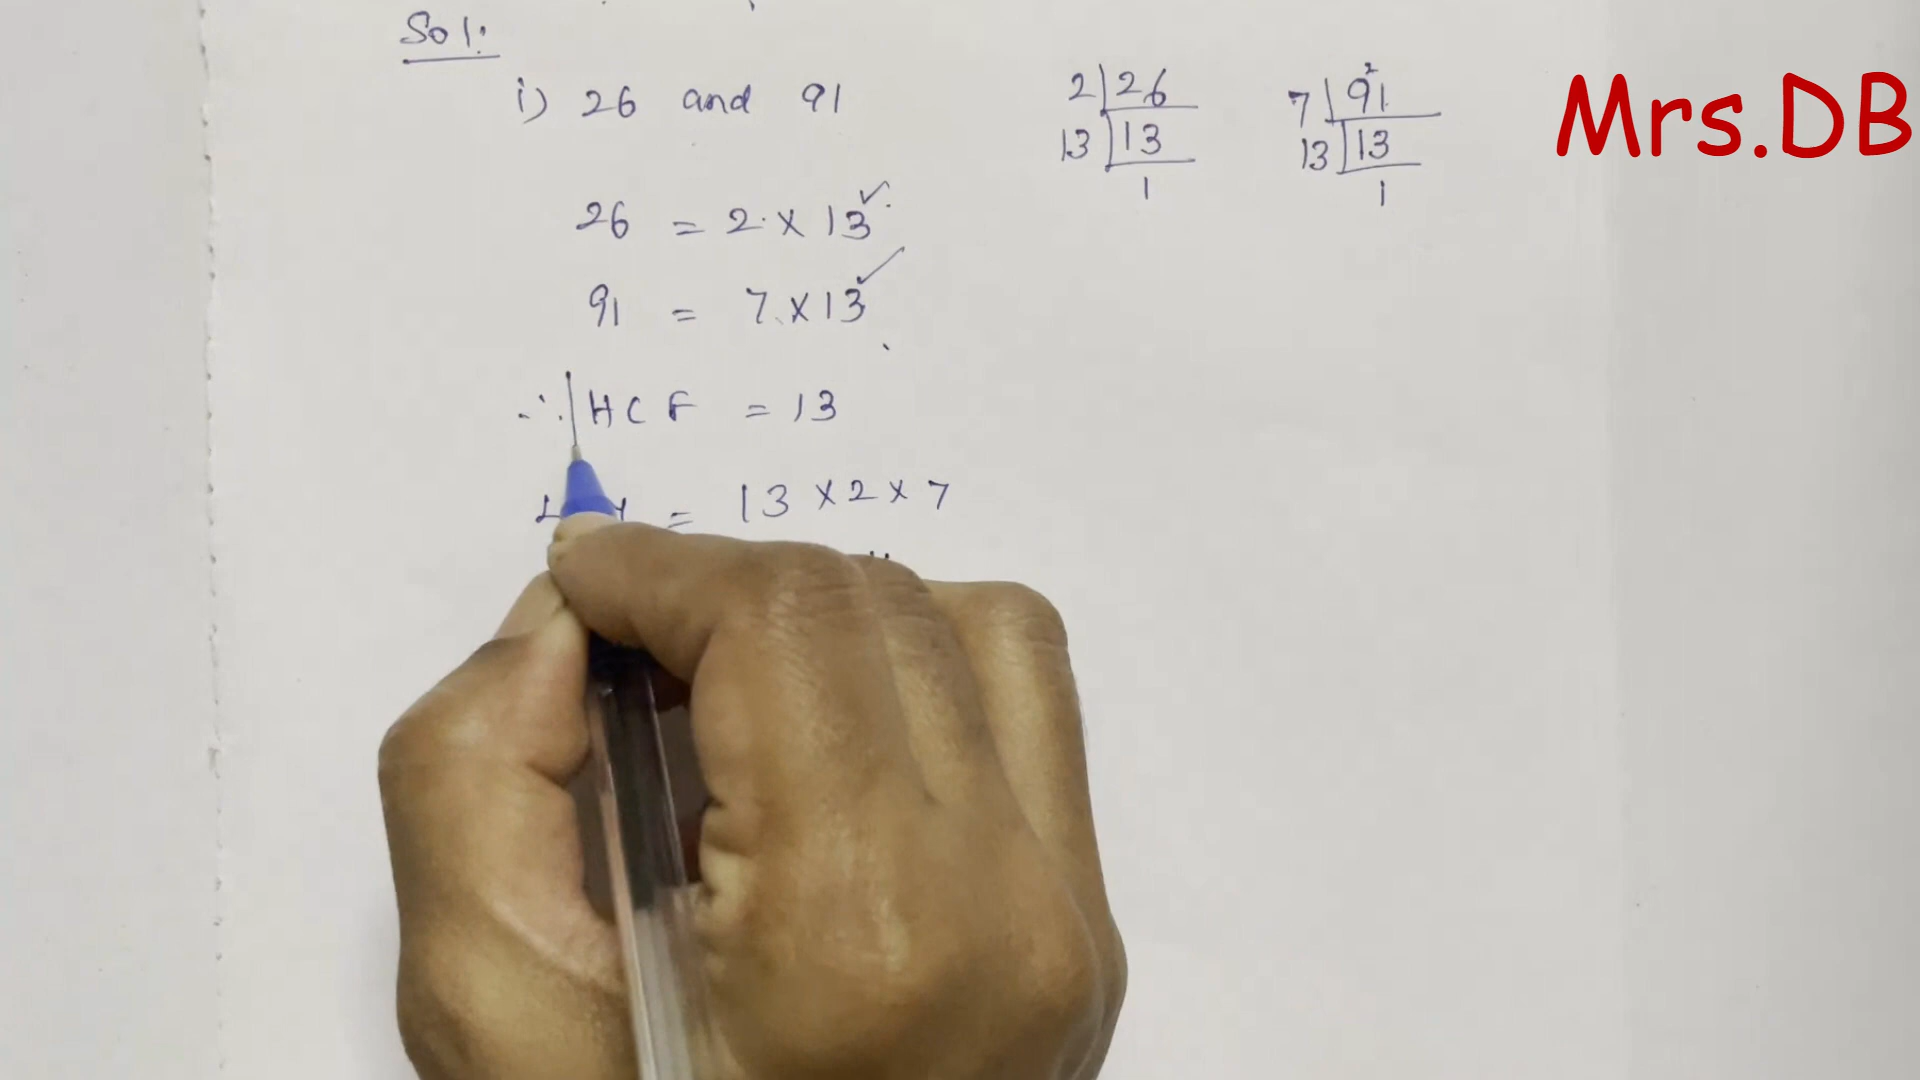 Sol:
i) 26 and 91
26 = 2 × 13
91 = 7 × 13
∴ HCF = 13
= 13 × 2 × 7
2 | 26
13 | 13
1
7 | 9²1
13 | 13
1
Mrs.DB